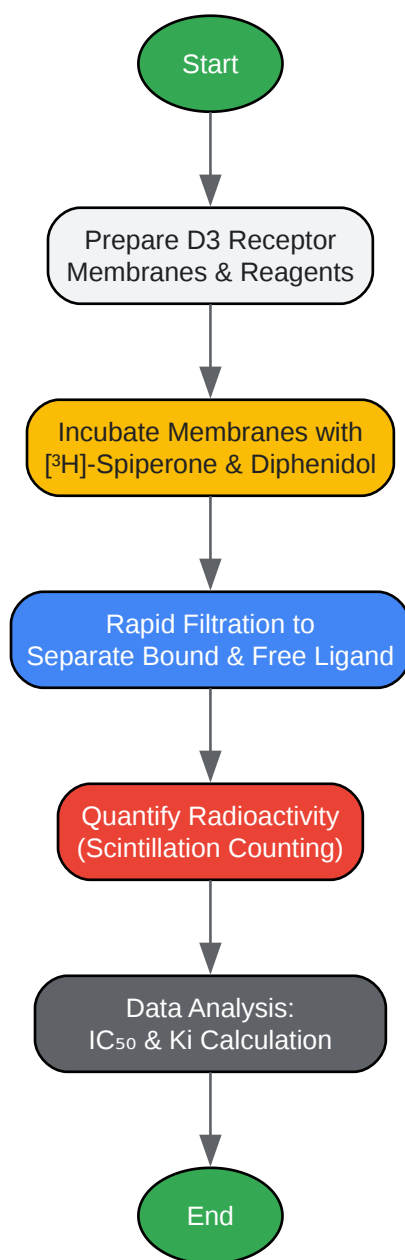 Start
Prepare D3 Receptor
Membranes & Reagents
Incubate Membranes with
[³H]-Spiperone & Diphenidol
Rapid Filtration to
Separate Bound & Free Ligand
Quantify Radioactivity
(Scintillation Counting)
Data Analysis:
IC₅₀ & Ki Calculation
End